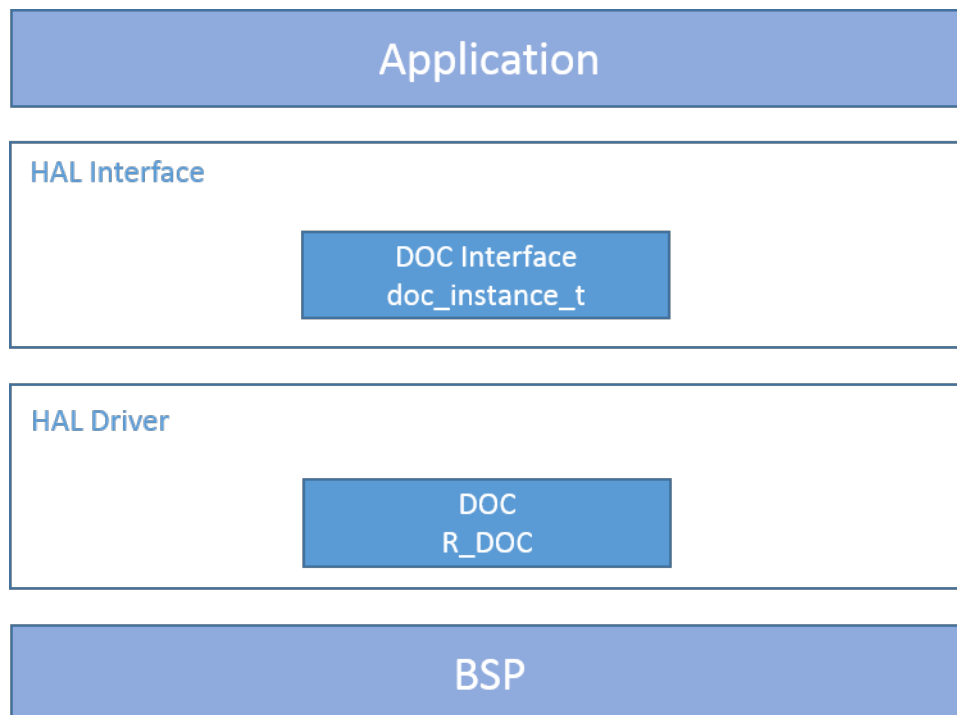 Application
HAL Interface
DOC Interface
doc_instance_t
HAL Driver
DOC
R_DOC
BSP